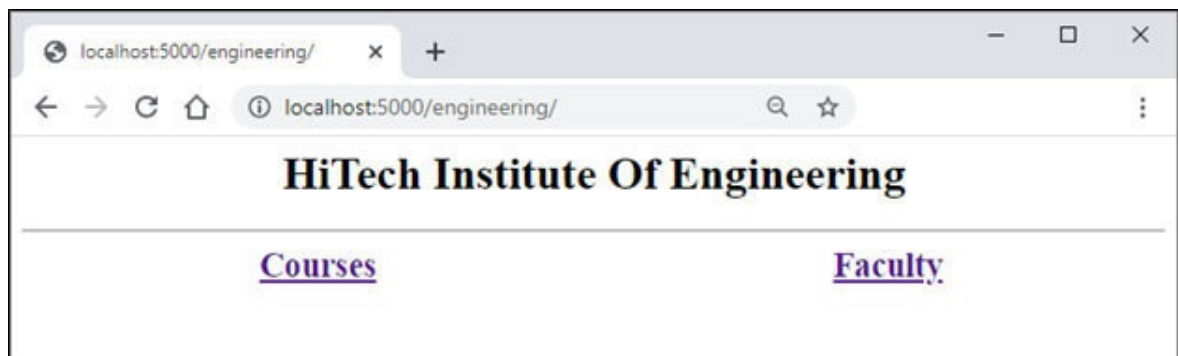 localhost:5000/engineering/
localhost:5000/engineering/
HiTech Institute Of Engineering
Courses Faculty